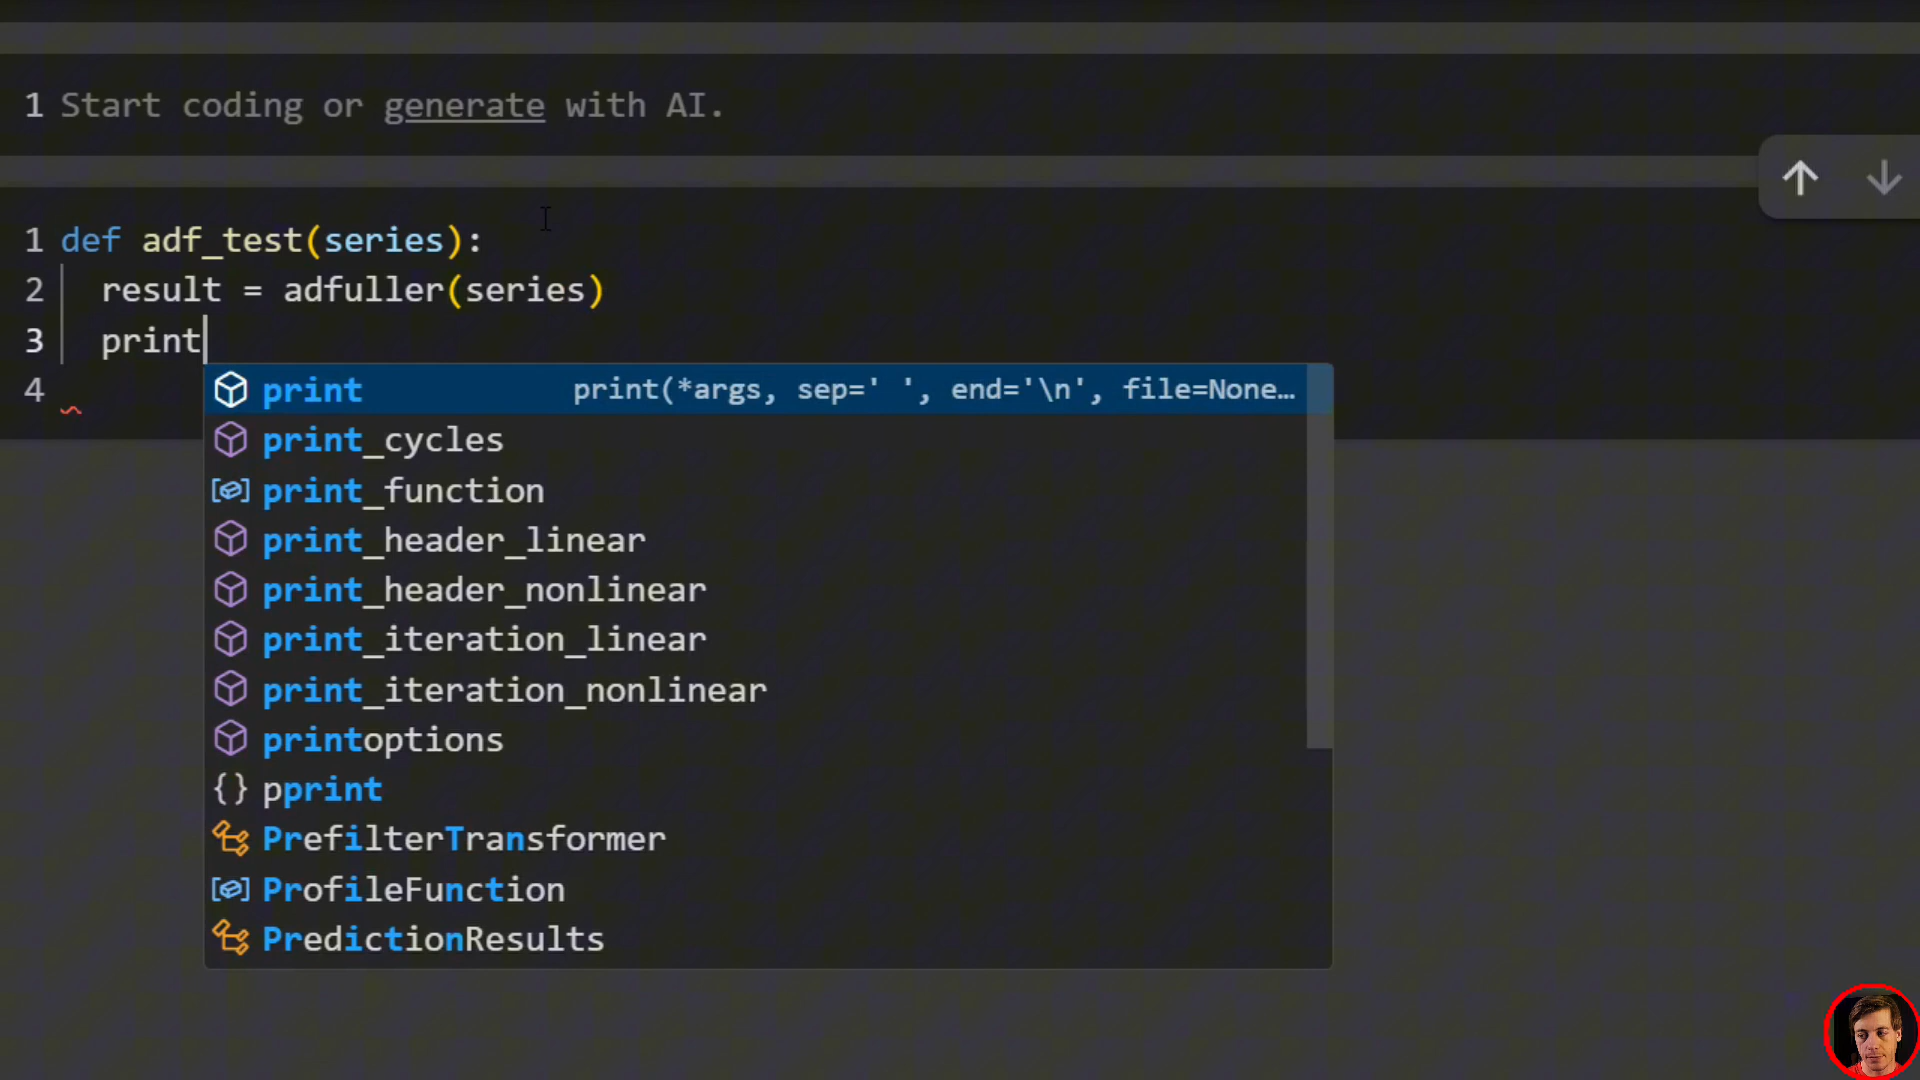 1 Start coding or generate with AI.
1 def adf_test(series):
2 result = adfuller(series)
3 print
4
print print(*args, sep=' ', end='\n', file=None…
print_cycles
print_function
print_header_linear
print_header_nonlinear
print_iteration_linear
print_iteration_nonlinear
printoptions
pprint
PrefilterTransformer
ProfileFunction
PredictionResults